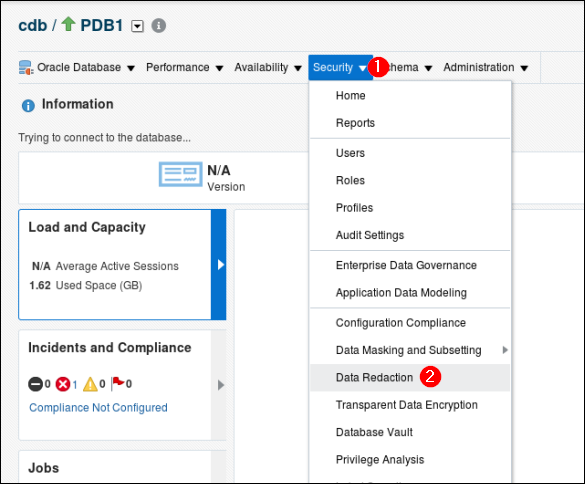 cdb / PDB1
Oracle Database Performance Availability Security 1 chema Administration
Information
Trying to connect to the database...
N/A
Version
Load and Capacity
N/A Average Active Sessions
1.62 Used Space (GB)
Incidents and Compliance
0 1 0 0
Compliance Not Configured
Jobs
Home
Reports
Users
Roles
Profiles
Audit Settings
Enterprise Data Governance
Application Data Modeling
Configuration Compliance
Data Masking and Subsetting
Data Redaction 2
Transparent Data Encryption
Database Vault
Privilege Analysis